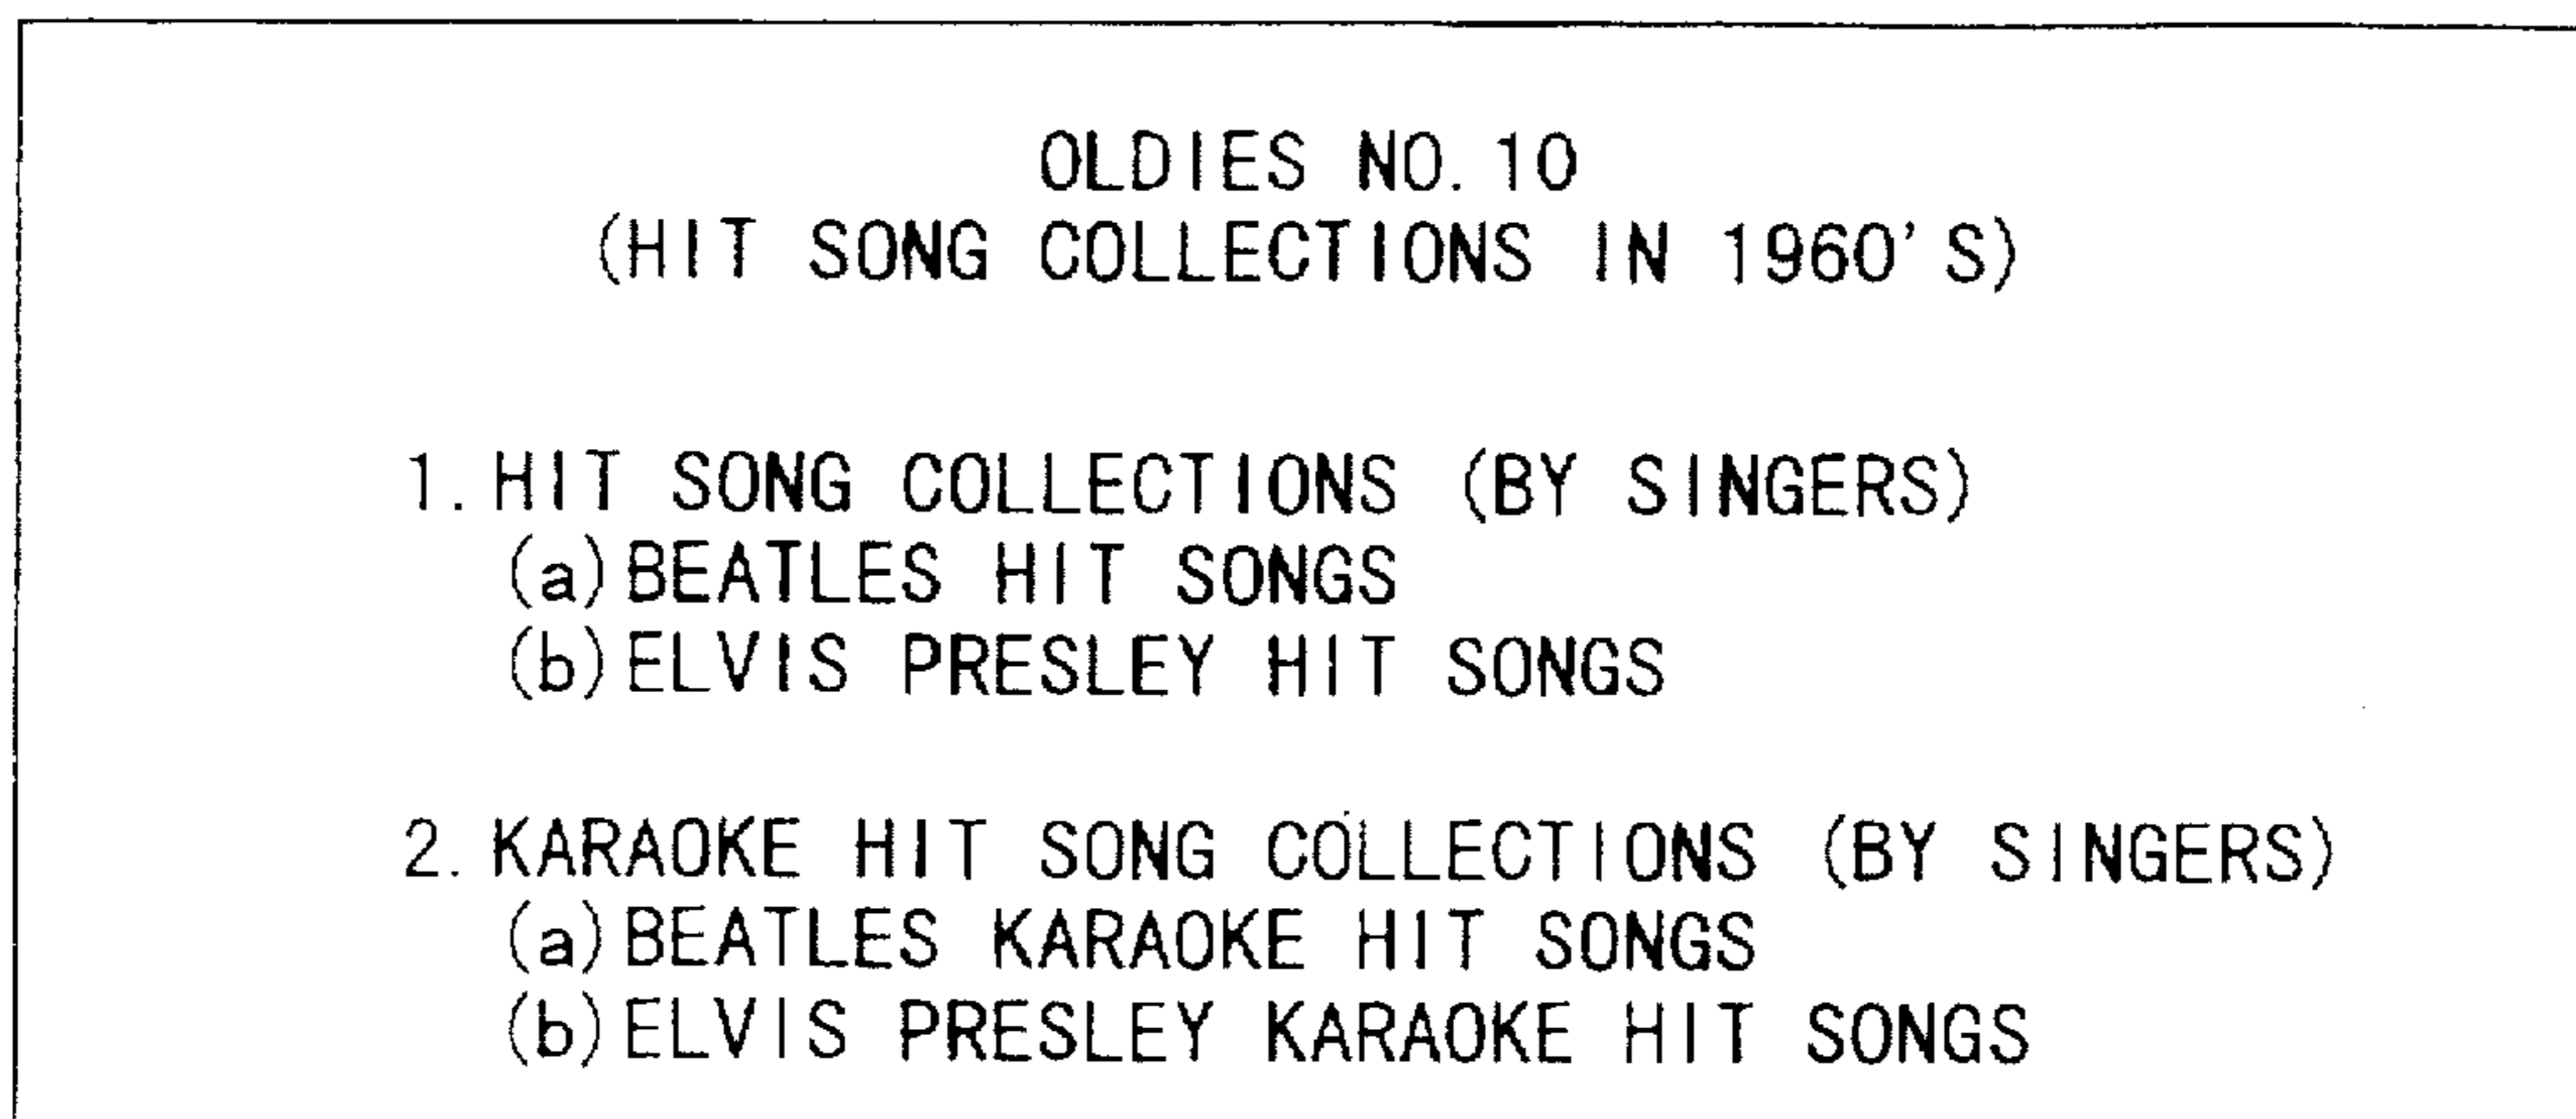 OLDIES NO.10
(HIT SONG COLLECTIONS IN 1960'S)
1. HIT SONG COLLECTIONS (BY SINGERS)
(a) BEATLES HIT SONGS
(b) ELVIS PRESLEY HIT SONGS
2. KARAOKE HIT SONG COLLECTIONS (BY SINGERS)
(a) BEATLES KARAOKE HIT SONGS
(b) ELVIS PRESLEY KARAOKE HIT SONGS